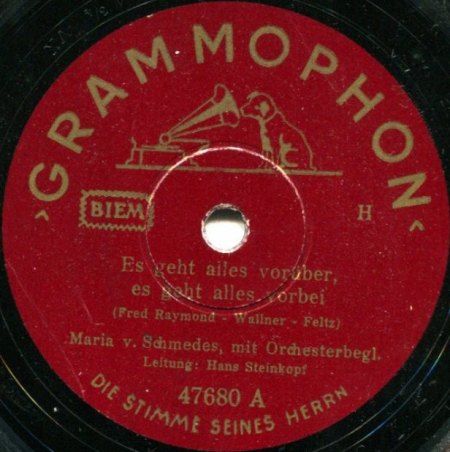 ›GRAMMOPHON‹
BIEM
H
Es geht alles vorüber,
es geht alles vorbei
(Fred Raymond - Wallner - Feltz)
Maria v. Schmedes, mit Orchesterbegl.
Leitung: Hans Steinkopf
47680 A
DIE STIMME SEINES HERRN